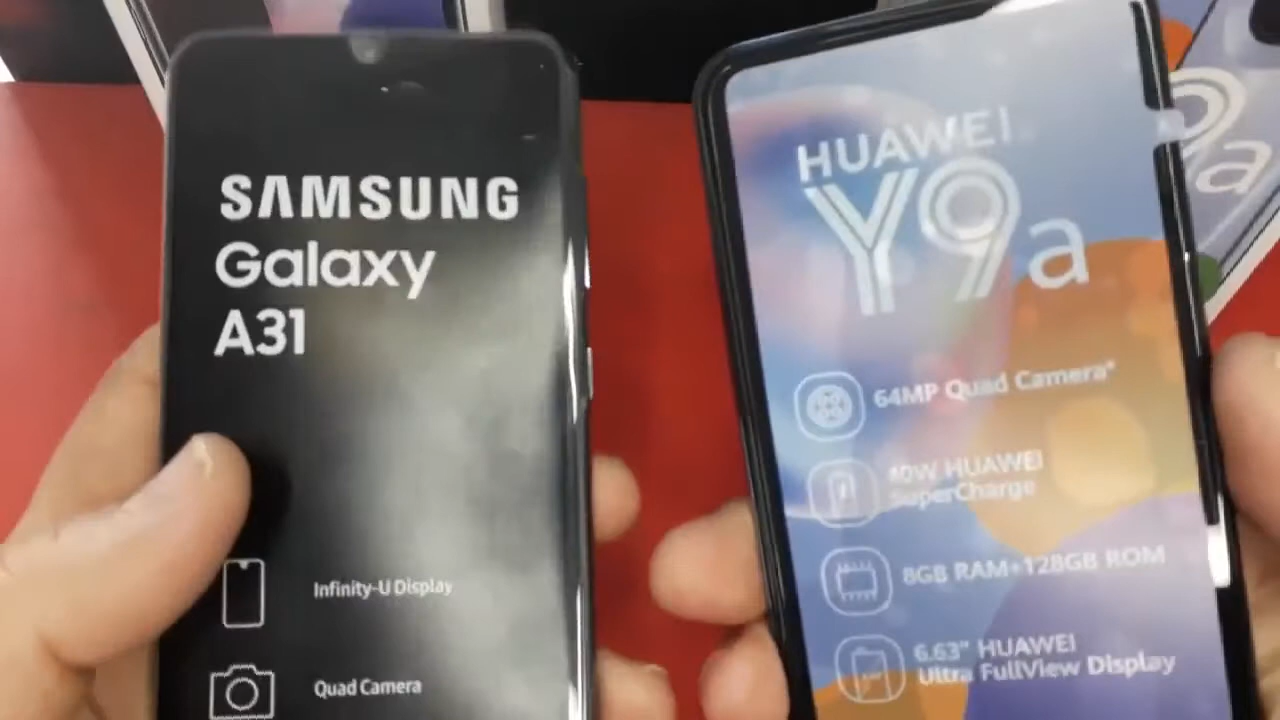 SAMSUNG
Galaxy
A31
Infinity-U Display
Quad Camera
HUAWEI
Y9a
64MP Quad Camera*
40W HUAWEI
SuperCharge
8GB RAM+128GB ROM
6.63" HUAWEI
Ultra FullView Display
9a